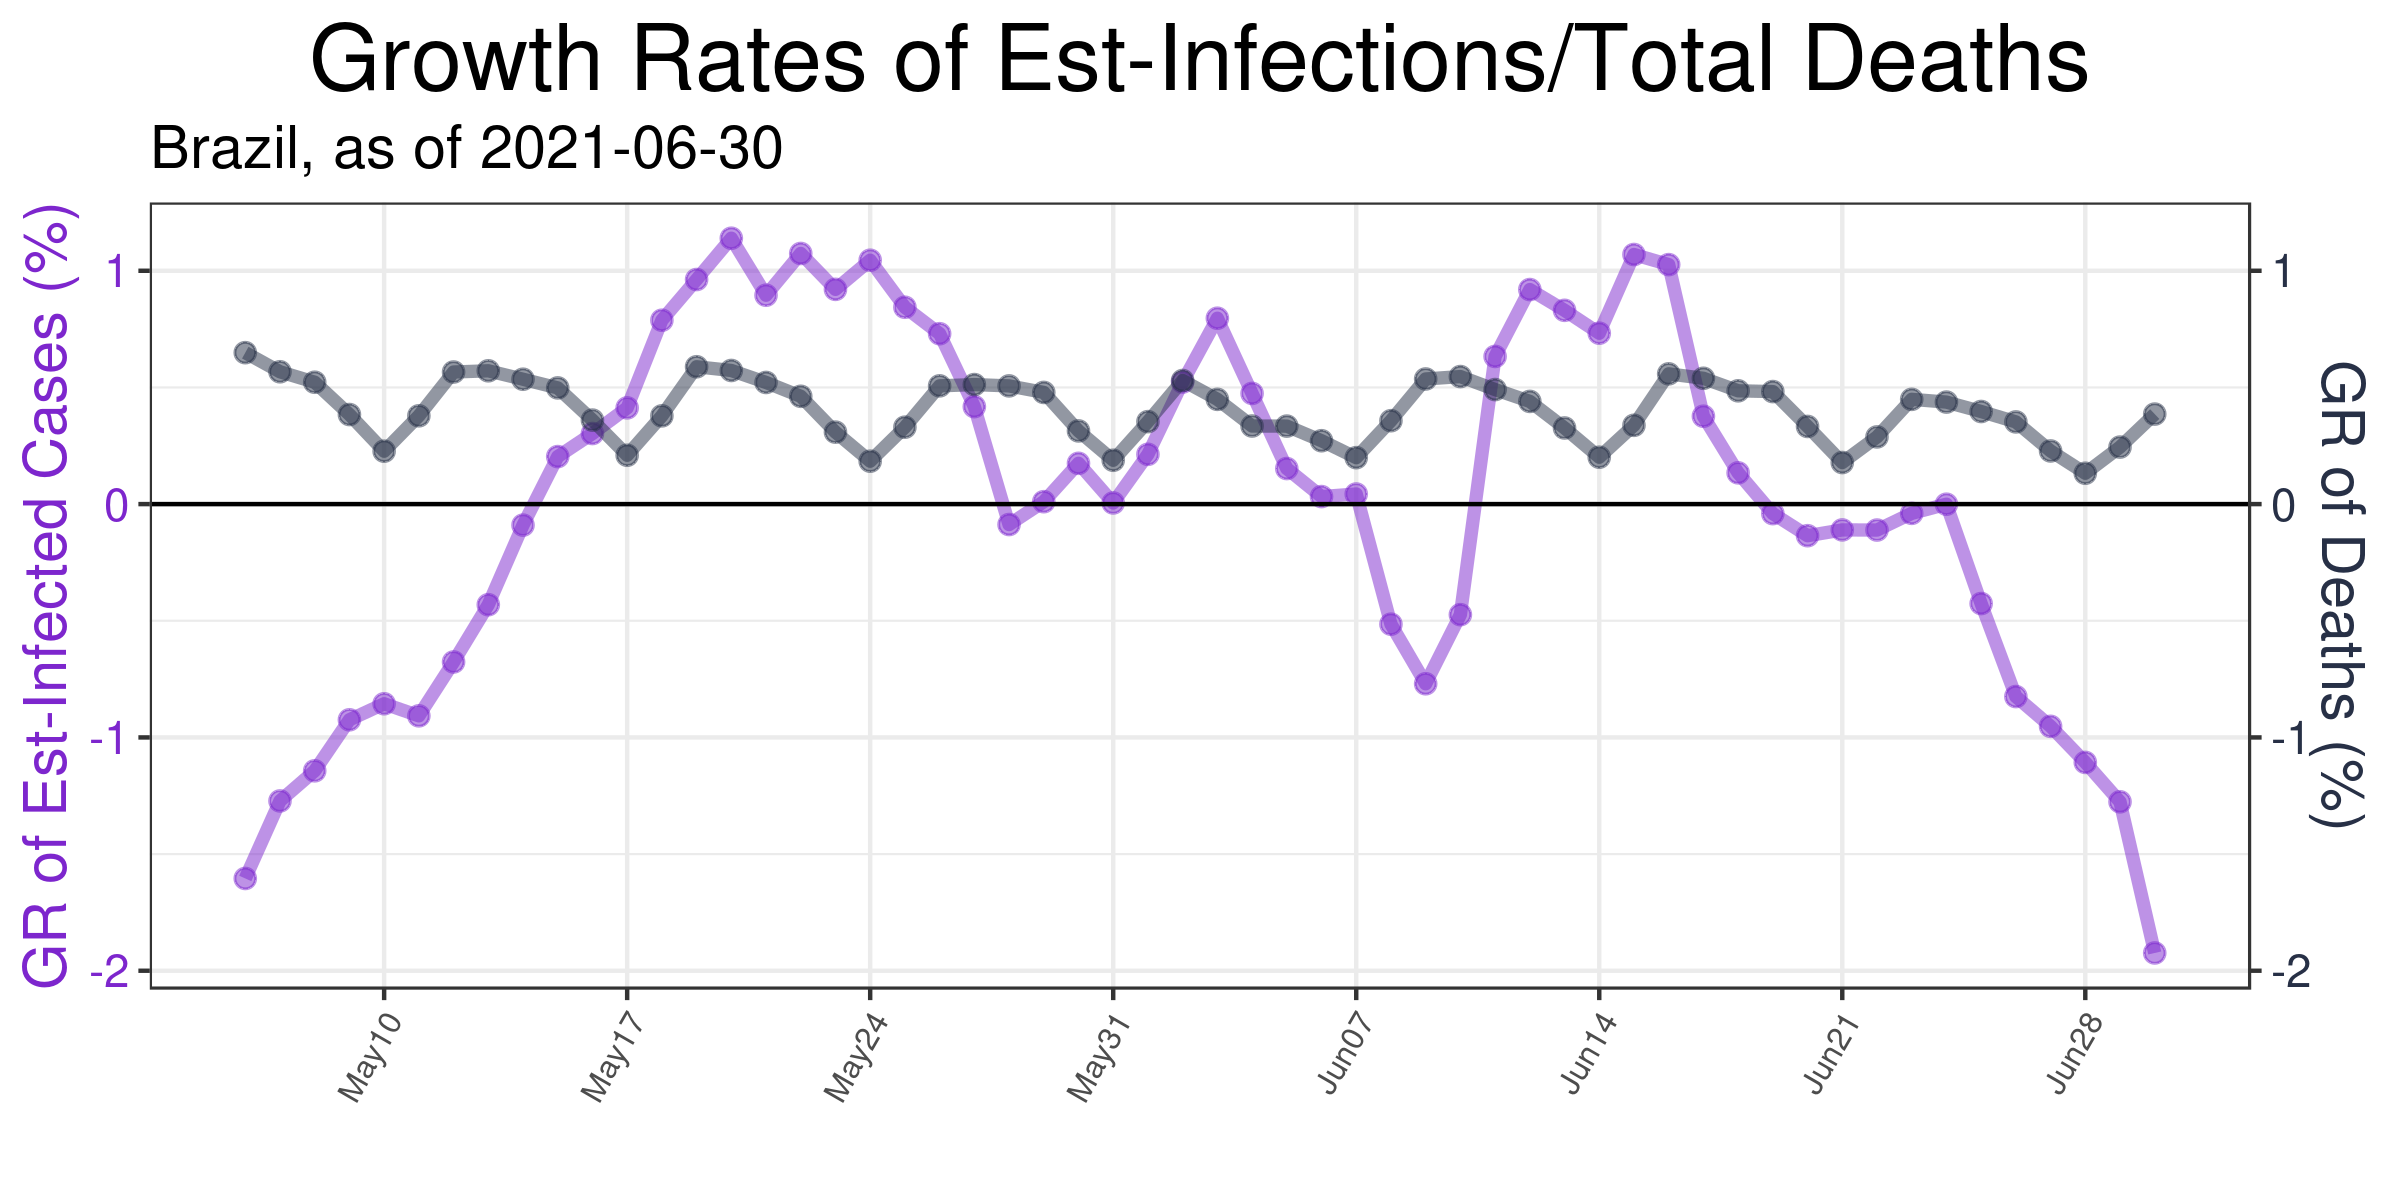 Growth Rates of Est-Infections/Total Deaths
Brazil, as of 2021-06-30
GR of Est-Infected Cases (%)
1
0
-1
-2
1
0
-1
-2
GR of Deaths (%)
May10
May17
May24
May31
Jun07
Jun14
Jun21
Jun28